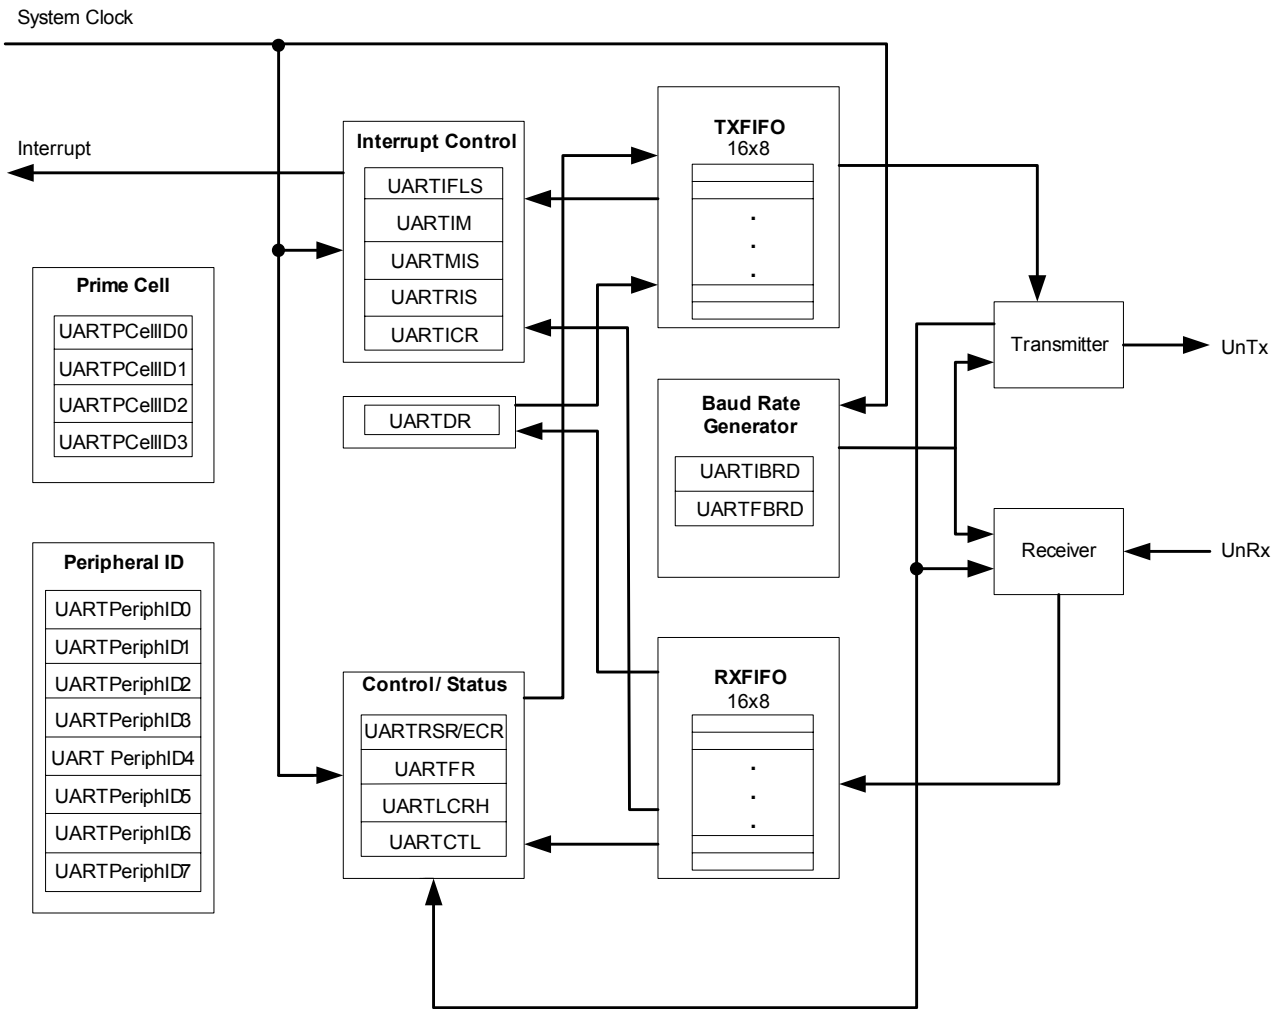 System Clock
Interrupt
Interrupt Control
UARTIFLS
UARTIM
UARTMIS
UARTRIS
UARTICR
TXFIFO
16x8
.
.
.
Prime Cell
UARTPCellID0
UARTPCellID1
UARTPCellID2
UARTPCellID3
UARTDR
Baud Rate
Generator
UARTIBRD
UARTFBRD
Transmitter
UnTx
Receiver
UnRx
Peripheral ID
UARTPeriphID0
UARTPeriphID1
UARTPeriphID2
UARTPeriphID3
UART PeriphID4
UARTPeriphID5
UARTPeriphID6
UARTPeriphID7
Control/ Status
UARTRSR/ECR
UARTFR
UARTLCRH
UARTCTL
RXFIFO
16x8
.
.
.